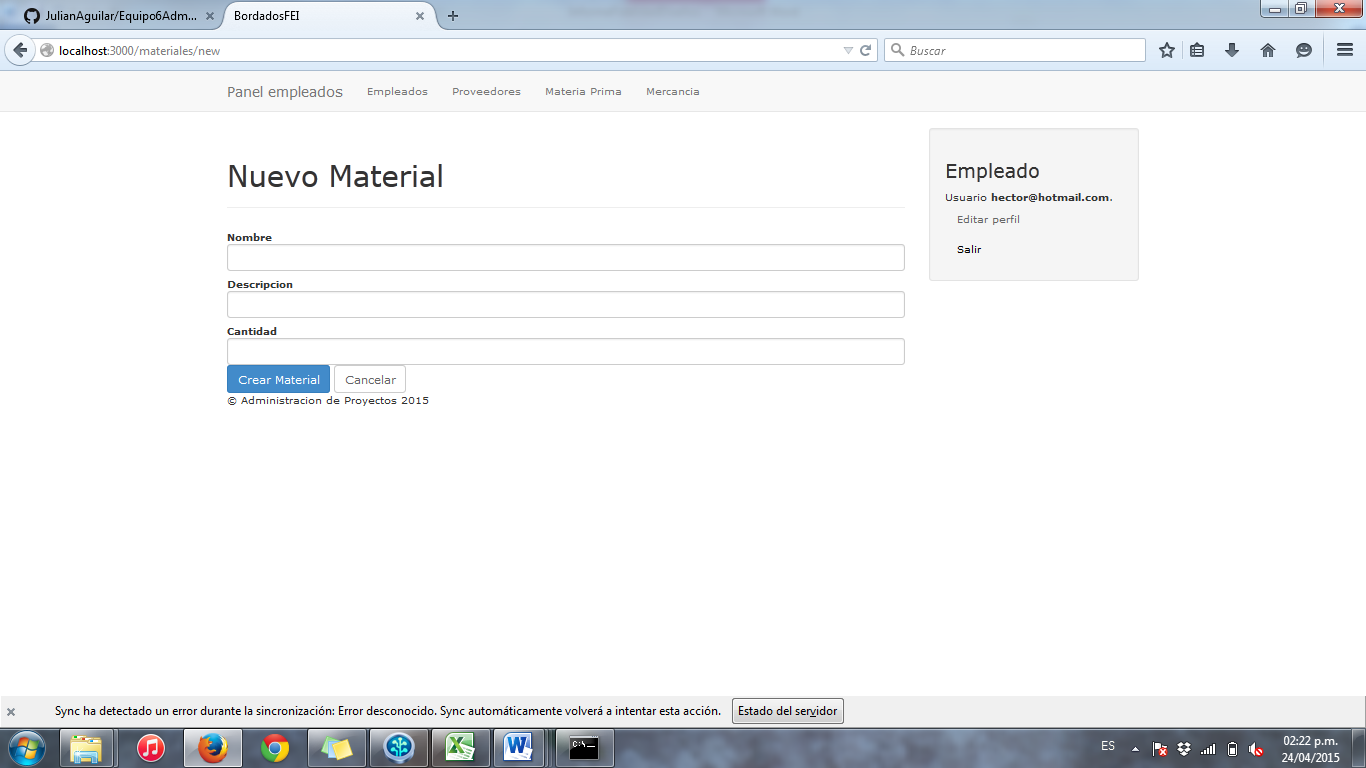 JulianAguilar/Equipo6Adm...
BordadosFEI
localhost:3000/materiales/new
Buscar
Panel empleados
Empleados
Proveedores
Materia Prima
Mercancia
Nuevo Material
Nombre
Descripcion
Cantidad
Crear Material
Cancelar
© Administracion de Proyectos 2015
Empleado
Usuario hector@hotmail.com.
Editar perfil
Salir
Sync ha detectado un error durante la sincronización: Error desconocido. Sync automáticamente volverá a intentar esta acción.
Estado del servidor
ES
02:22 p.m.
24/04/2015